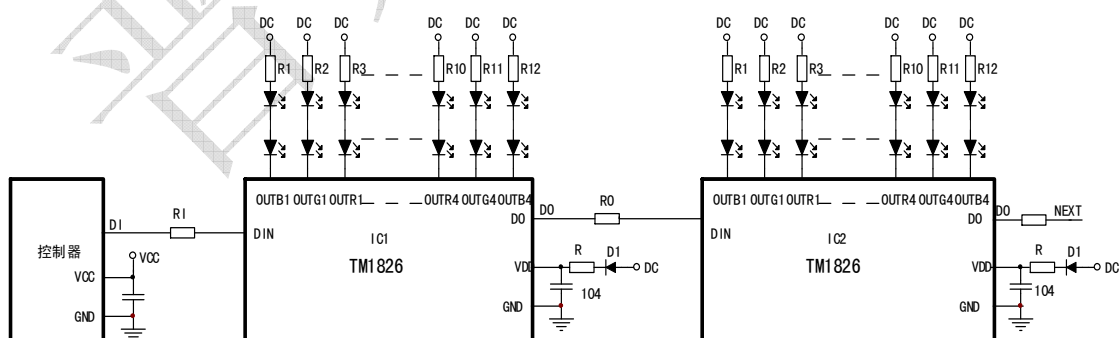 DC DC DC DC DC DC DC DC DC DC DC DC
R1 R2 R3 R10 R11 R12 R1 R2 R3 R10 R11 R12
OUTB1 OUTG1 OUTR1 OUTR4 OUTG4 OUTB4 OUTB1 OUTG1 OUTR1 OUTR4 OUTG4 OUTB4
RI DO DO RO DO DO NEXT
DI DIN DIN
控制器 VCC IC1 IC2
TM1826 TM1826
VCC VDD R D1 DC VDD R D1 DC
104 104
GND GND GND